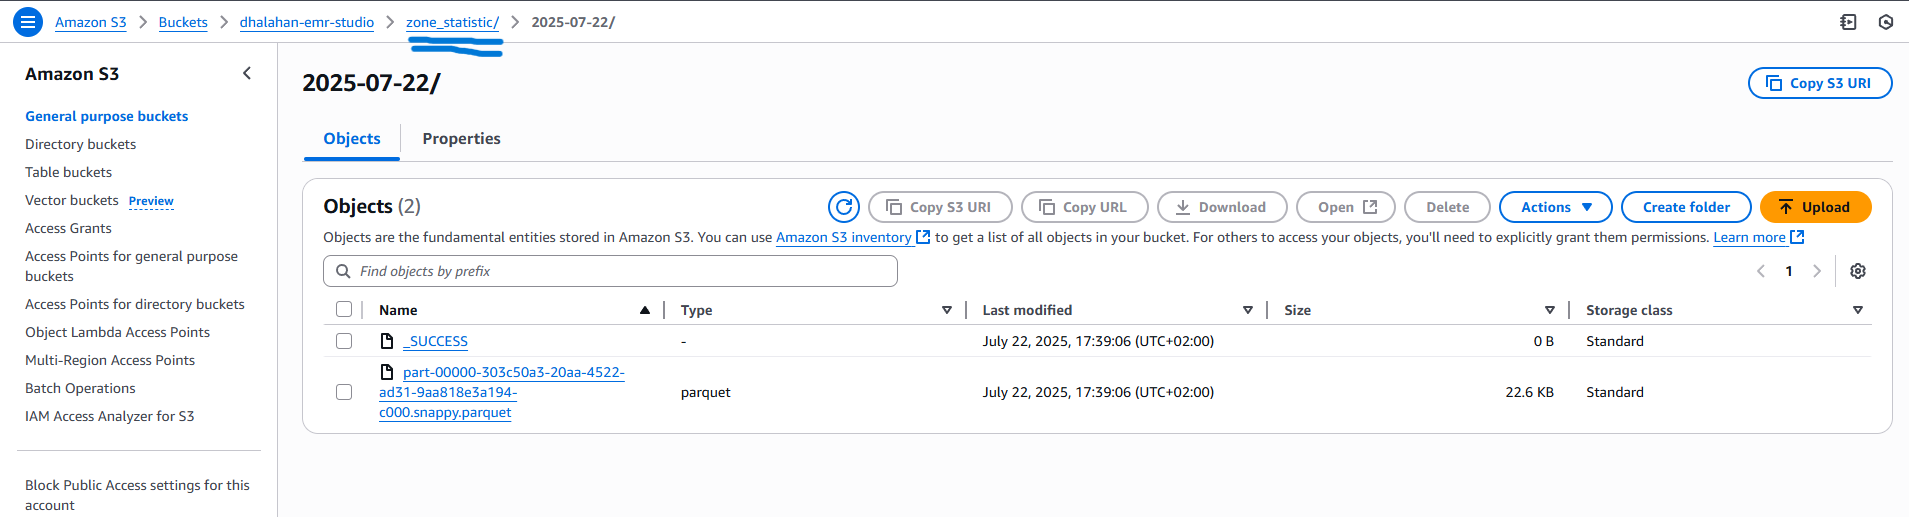 Amazon S3 > Buckets > dhalahan-emr-studio > zone_statistic/ > 2025-07-22/
Amazon S3
General purpose buckets
Directory buckets
Table buckets
Vector buckets Preview
Access Grants
Access Points for general purpose
buckets
Access Points for directory buckets
Object Lambda Access Points
Multi-Region Access Points
Batch Operations
IAM Access Analyzer for S3
Block Public Access settings for this
account
2025-07-22/
Copy S3 URI
Objects Properties
Objects (2)
Copy S3 URI Copy URL Download Open Delete Actions Create folder Upload
Objects are the fundamental entities stored in Amazon S3. You can use Amazon S3 inventory to get a list of all objects in your bucket. For others to access your objects, you'll need to explicitly grant them permissions. Learn more
Find objects by prefix
1
Name Type Last modified Size Storage class
_SUCCESS - July 22, 2025, 17:39:06 (UTC+02:00) 0 B Standard
part-00000-303c50a3-20aa-4522-
ad31-9aa818e3a194- parquet July 22, 2025, 17:39:06 (UTC+02:00) 22.6 KB Standard
c000.snappy.parquet